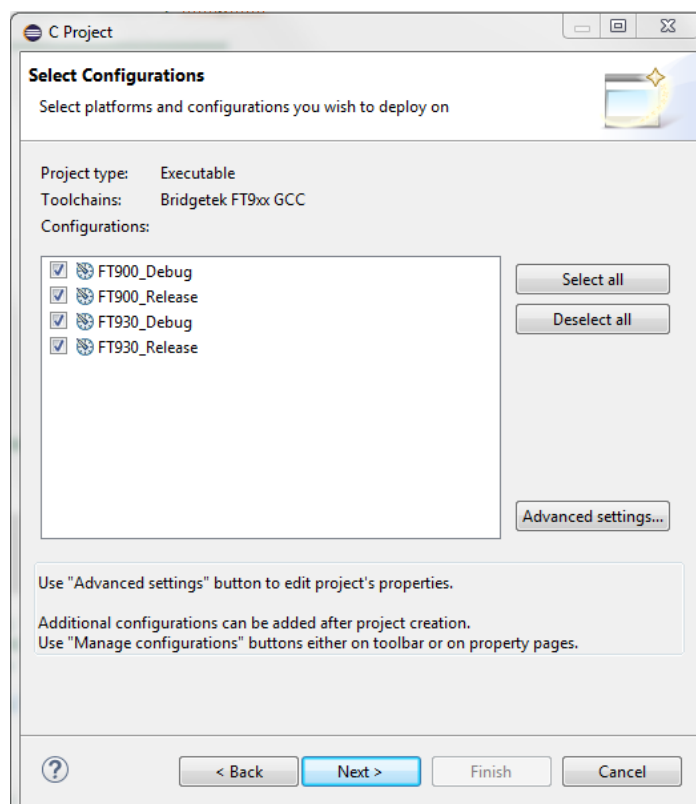 C Project
Select Configurations
Select platforms and configurations you wish to deploy on
Project type: Executable
Toolchains: Bridgetek FT9xx GCC
Configurations:
FT900_Debug
FT900_Release
FT930_Debug
FT930_Release
Select all
Deselect all
Advanced settings...
Use "Advanced settings" button to edit project's properties.
Additional configurations can be added after project creation.
Use "Manage configurations" buttons either on toolbar or on property pages.
? < Back Next > Finish Cancel